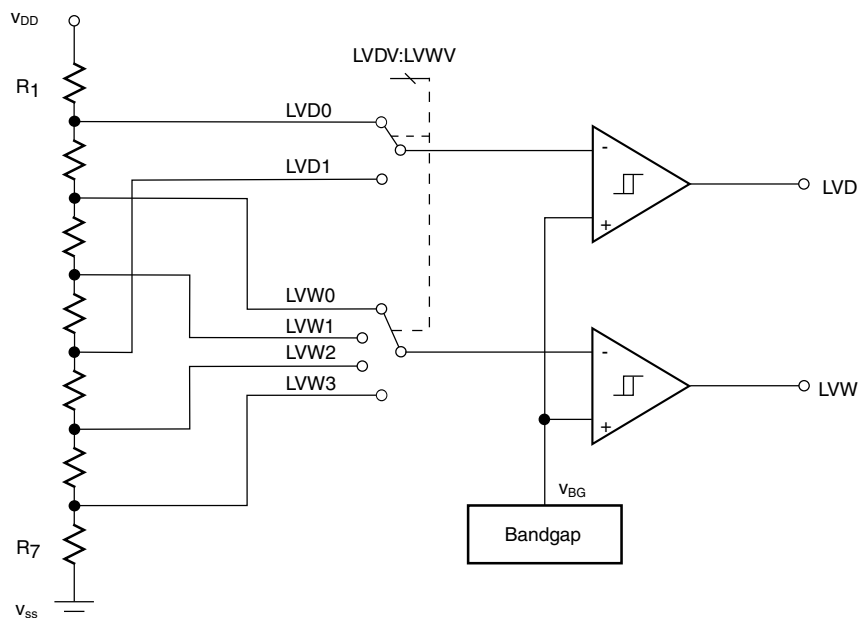 vDD
R1
LVDV:LVWV
LVD0
-
LVD1
LVD
+
LVW0
LVW1
LVW2
-
LVW3
LVW
+
vBG
Bandgap
R7
vss